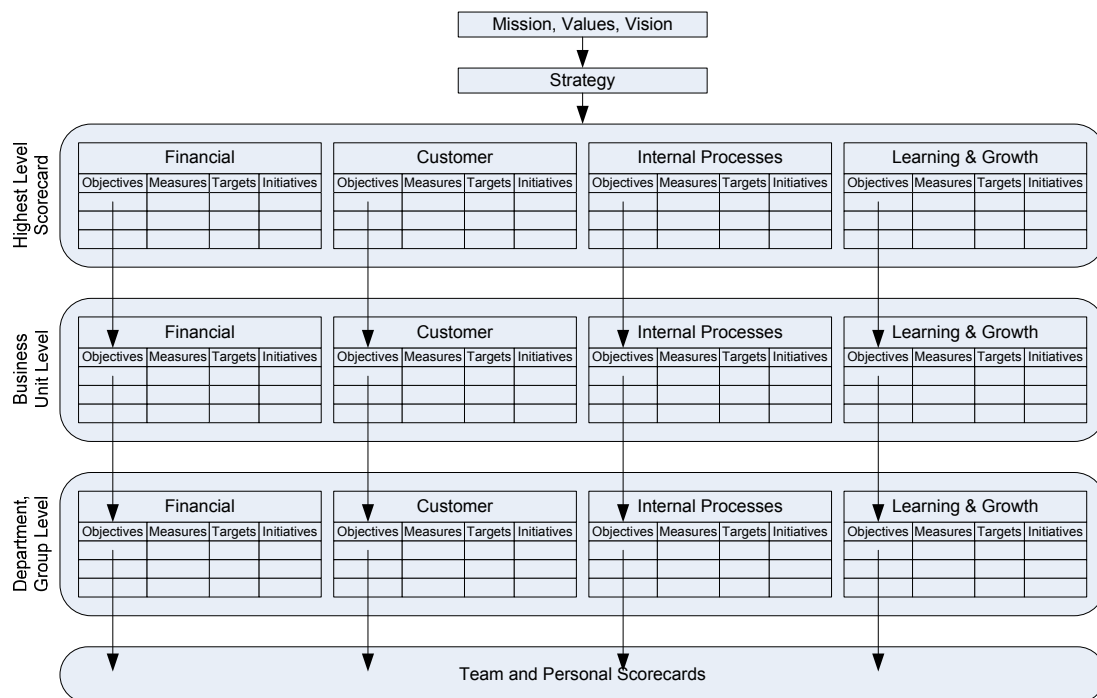 Mission, Values, Vision
Strategy
Highest Level
Scorecard
Financial Customer Internal Processes Learning & Growth
Objectives Measures Targets Initiatives Objectives Measures Targets Initiatives Objectives Measures Targets Initiatives Objectives Measures Targets Initiatives
Business
Unit Level
Financial Customer Internal Processes Learning & Growth
Objectives Measures Targets Initiatives Objectives Measures Targets Initiatives Objectives Measures Targets Initiatives Objectives Measures Targets Initiatives
Department,
Group Level
Financial Customer Internal Processes Learning & Growth
Objectives Measures Targets Initiatives Objectives Measures Targets Initiatives Objectives Measures Targets Initiatives Objectives Measures Targets Initiatives
Team and Personal Scorecards